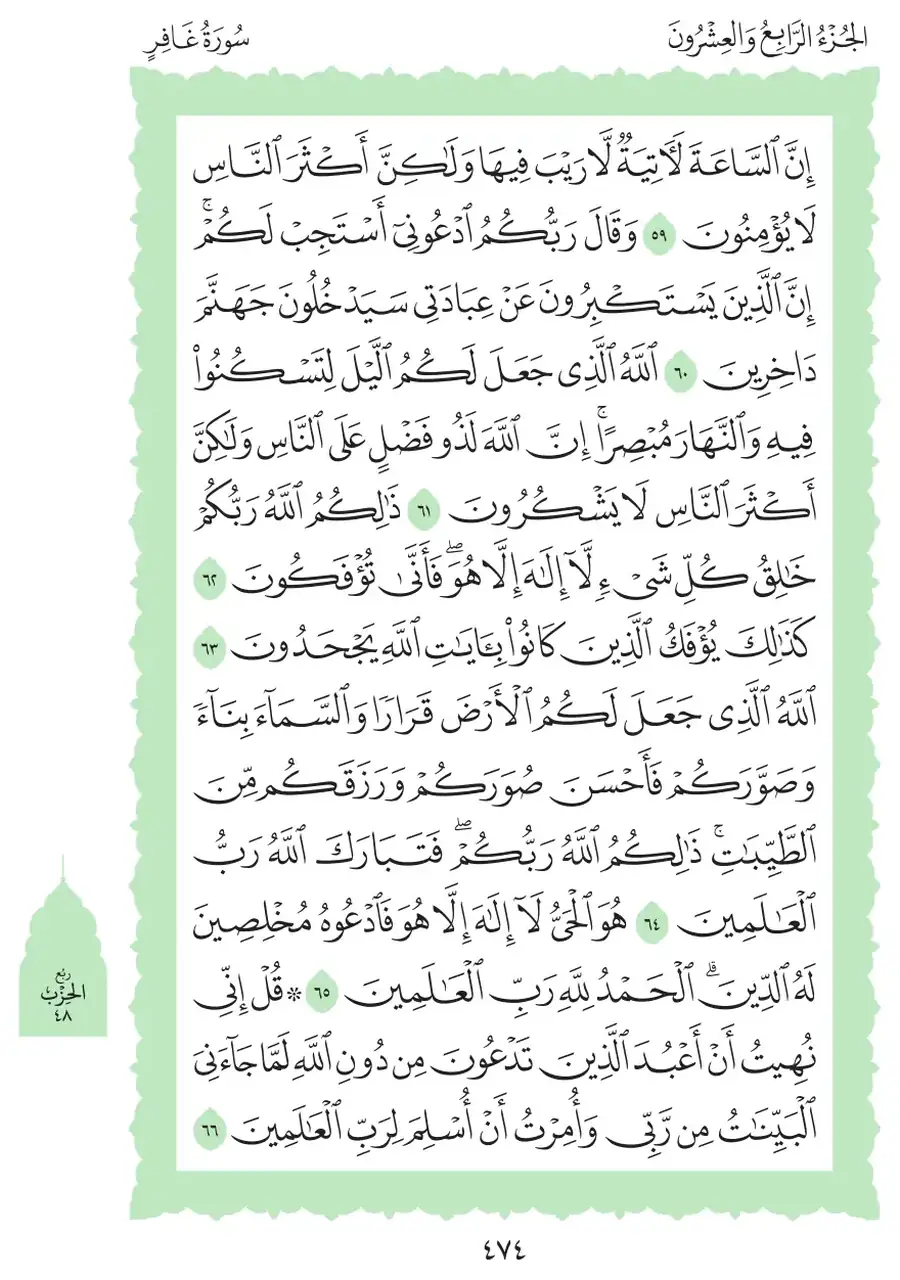 الجُزْءُ الرَّابِعُ وَالعِشْرُونَ
سُورَةُ غَافِرٍ
إِنَّ ٱلسَّاعَةَ لَأٓتِيَةٞ لَّا رَيۡبَ فِيهَا وَلَٰكِنَّ أَكۡثَرَ ٱلنَّاسِ
لَا يُؤۡمِنُونَ ٥٩ وَقَالَ رَبُّكُمُ ٱدۡعُونِيٓ أَسۡتَجِبۡ لَكُمۡۚ
إِنَّ ٱلَّذِينَ يَسۡتَكۡبِرُونَ عَنۡ عِبَادَتِي سَيَدۡخُلُونَ جَهَنَّمَ
دَاخِرِينَ ٦٠ ٱللَّهُ ٱلَّذِي جَعَلَ لَكُمُ ٱلَّيۡلَ لِتَسۡكُنُواْ
فِيهِ وَٱلنَّهَارَ مُبۡصِرًاۚ إِنَّ ٱللَّهَ لَذُو فَضۡلٍ عَلَى ٱلنَّاسِ وَلَٰكِنَّ
أَكۡثَرَ ٱلنَّاسِ لَا يَشۡكُرُونَ ٦١ ذَٰلِكُمُ ٱللَّهُ رَبُّكُمۡ
خَٰلِقُ كُلِّ شَيۡءٖ لَّآ إِلَٰهَ إِلَّا هُوَۖ فَأَنَّىٰ تُؤۡفَكُونَ ٦٢
كَذَٰلِكَ يُؤۡفَكُ ٱلَّذِينَ كَانُواْ بِـَٔايَٰتِ ٱللَّهِ يَجۡحَدُونَ ٦٣
ٱللَّهُ ٱلَّذِي جَعَلَ لَكُمُ ٱلۡأَرۡضَ قَرَارٗا وَٱلسَّمَآءَ بِنَآءٗ
وَصَوَّرَكُمۡ فَأَحۡسَنَ صُوَرَكُمۡ وَرَزَقَكُم مِّنَ
ٱلطَّيِّبَٰتِۚ ذَٰلِكُمُ ٱللَّهُ رَبُّكُمۡۖ فَتَبَارَكَ ٱللَّهُ رَبُّ
ٱلۡعَٰلَمِينَ ٦٤ هُوَ ٱلۡحَيُّ لَآ إِلَٰهَ إِلَّا هُوَ فَٱدۡعُوهُ مُخۡلِصِينَ
لَهُ ٱلدِّينَۗ ٱلۡحَمۡدُ لِلَّهِ رَبِّ ٱلۡعَٰلَمِينَ ٦٥ * قُلۡ إِنِّي
نُهِيتُ أَنۡ أَعۡبُدَ ٱلَّذِينَ تَدۡعُونَ مِن دُونِ ٱللَّهِ لَمَّا جَآءَنِيَ
ٱلۡبَيِّنَٰتُ مِن رَّبِّي وَأُمِرۡتُ أَنۡ أُسۡلِمَ لِرَبِّ ٱلۡعَٰلَمِينَ ٦٦
ربع
الحزب
٤٨
٤٧٤